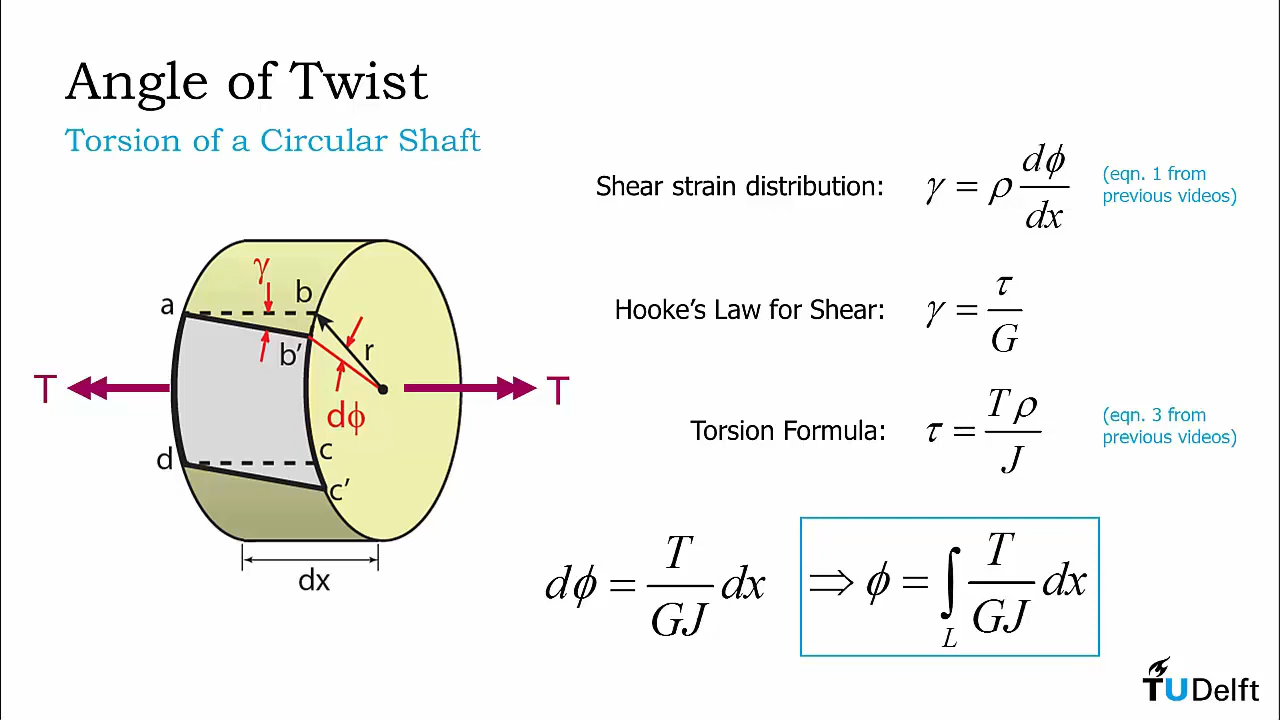 Angle of Twist
Torsion of a Circular Shaft
Shear strain distribution: γ = ρ dϕ/dx (eqn. 1 from
previous videos)
Hooke's Law for Shear: γ = τ/G
Torsion Formula: τ = Tρ/J (eqn. 3 from
previous videos)
γ
a
b
b'
r
T
T
dϕ
d
c
c'
dx
dϕ = T/GJ dx
⇒ ϕ = ∫L T/GJ dx
TUDelft